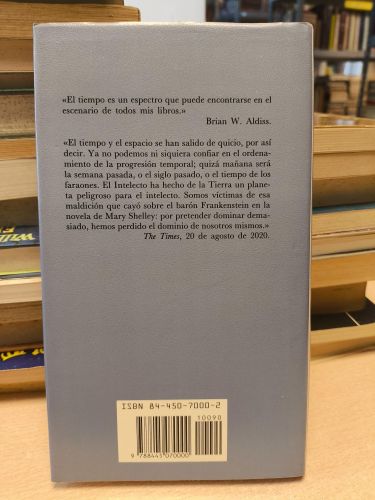 «El tiempo es un espectro que puede encontrarse en el
escenario de todos mis libros.»
Brian W. Aldiss.
«El tiempo y el espacio se han salido de quicio, por así
decir. Ya no podemos ni siquiera confiar en el ordena-
miento de la progresión temporal; quizá mañana será
la semana pasada, o el siglo pasado, o el tiempo de los
faraones. El Intelecto ha hecho de la Tierra un plane-
ta peligroso para el intelecto. Somos víctimas de esa
maldición que cayó sobre el barón Frankenstein en la
novela de Mary Shelley: por pretender dominar dema-
siado, hemos perdido el dominio de nosotros mismos.»
The Times, 20 de agosto de 2020.
ISBN 84-450-7000-2
10090
9 788445 070000